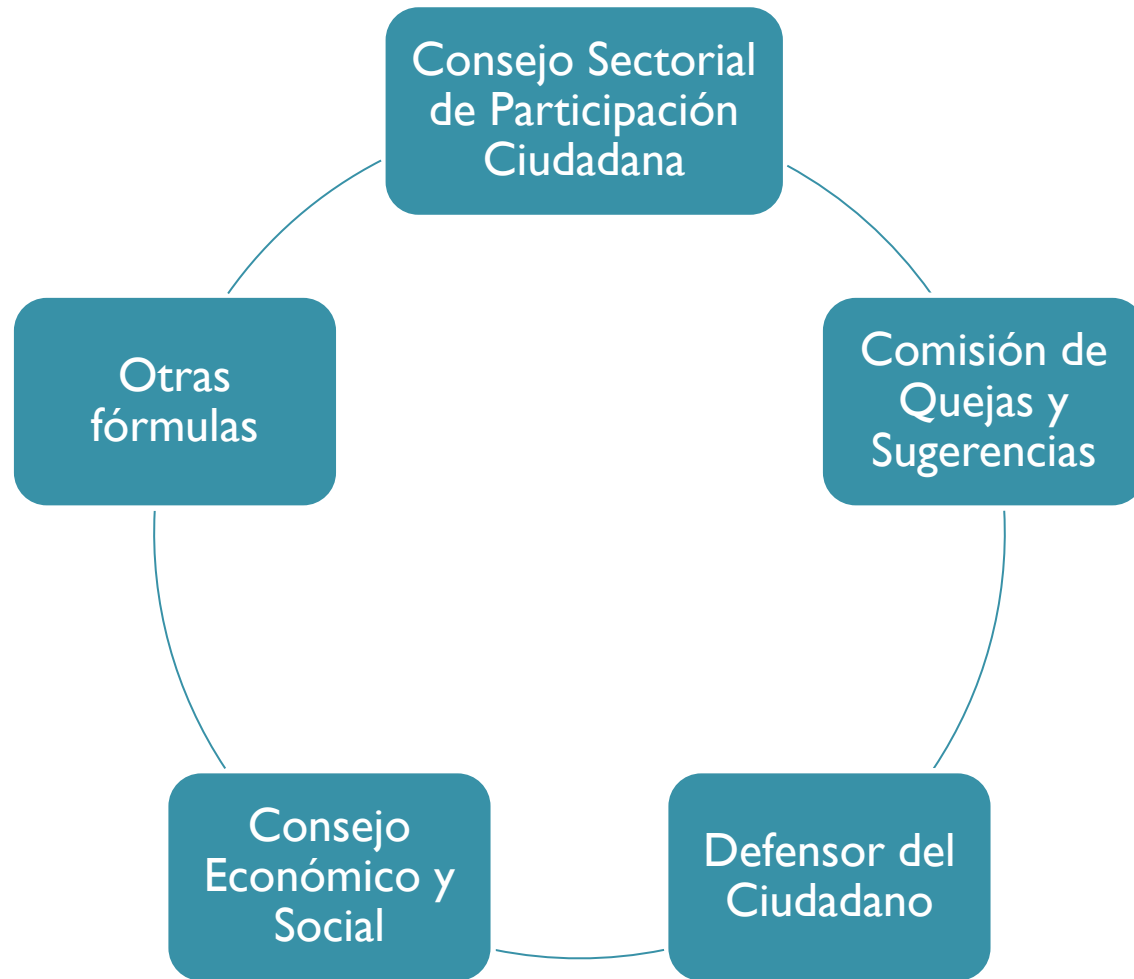 Consejo Sectorial
de Participación
Ciudadana
Comisión de
Quejas y
Sugerencias
Defensor del
Ciudadano
Consejo
Económico y
Social
Otras
fórmulas